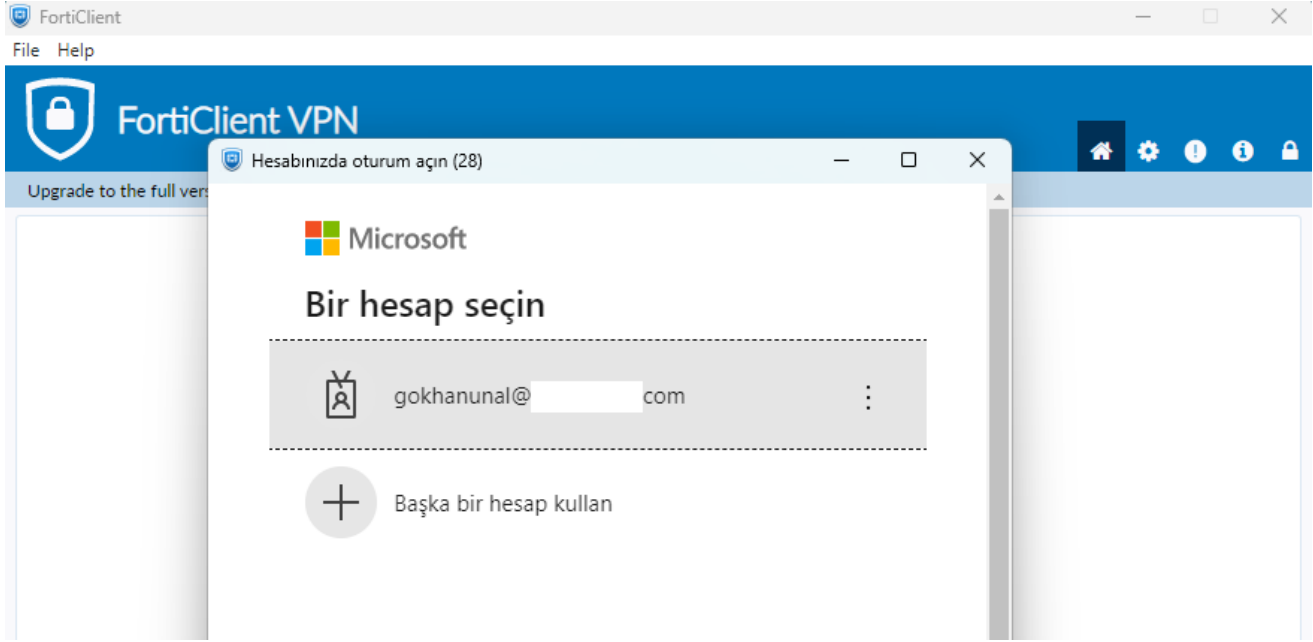 FortiClient
File Help
FortiClient VPN
Upgrade to the full vers
Hesabınızda oturum açın (28)
Microsoft
Bir hesap seçin
gokhanunal@ com
Başka bir hesap kullan